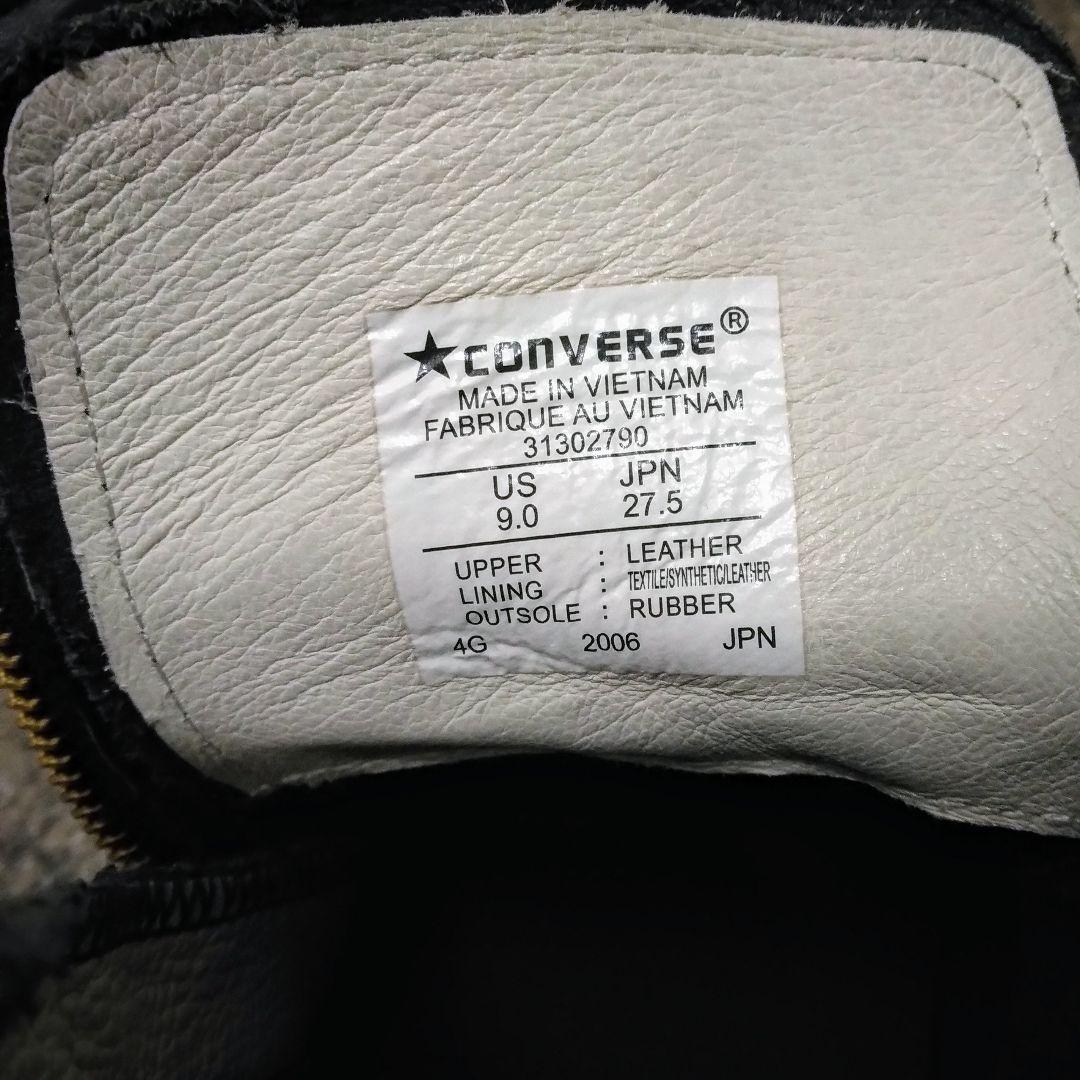 ★CONVERSE®
MADE IN VIETNAM
FABRIQUE AU VIETNAM
31302790
US JPN
9.0 27.5
UPPER : LEATHER
LINING : TEXTILE/SYNTHETIC/LEATHER
OUTSOLE : RUBBER
4G 2006 JPN